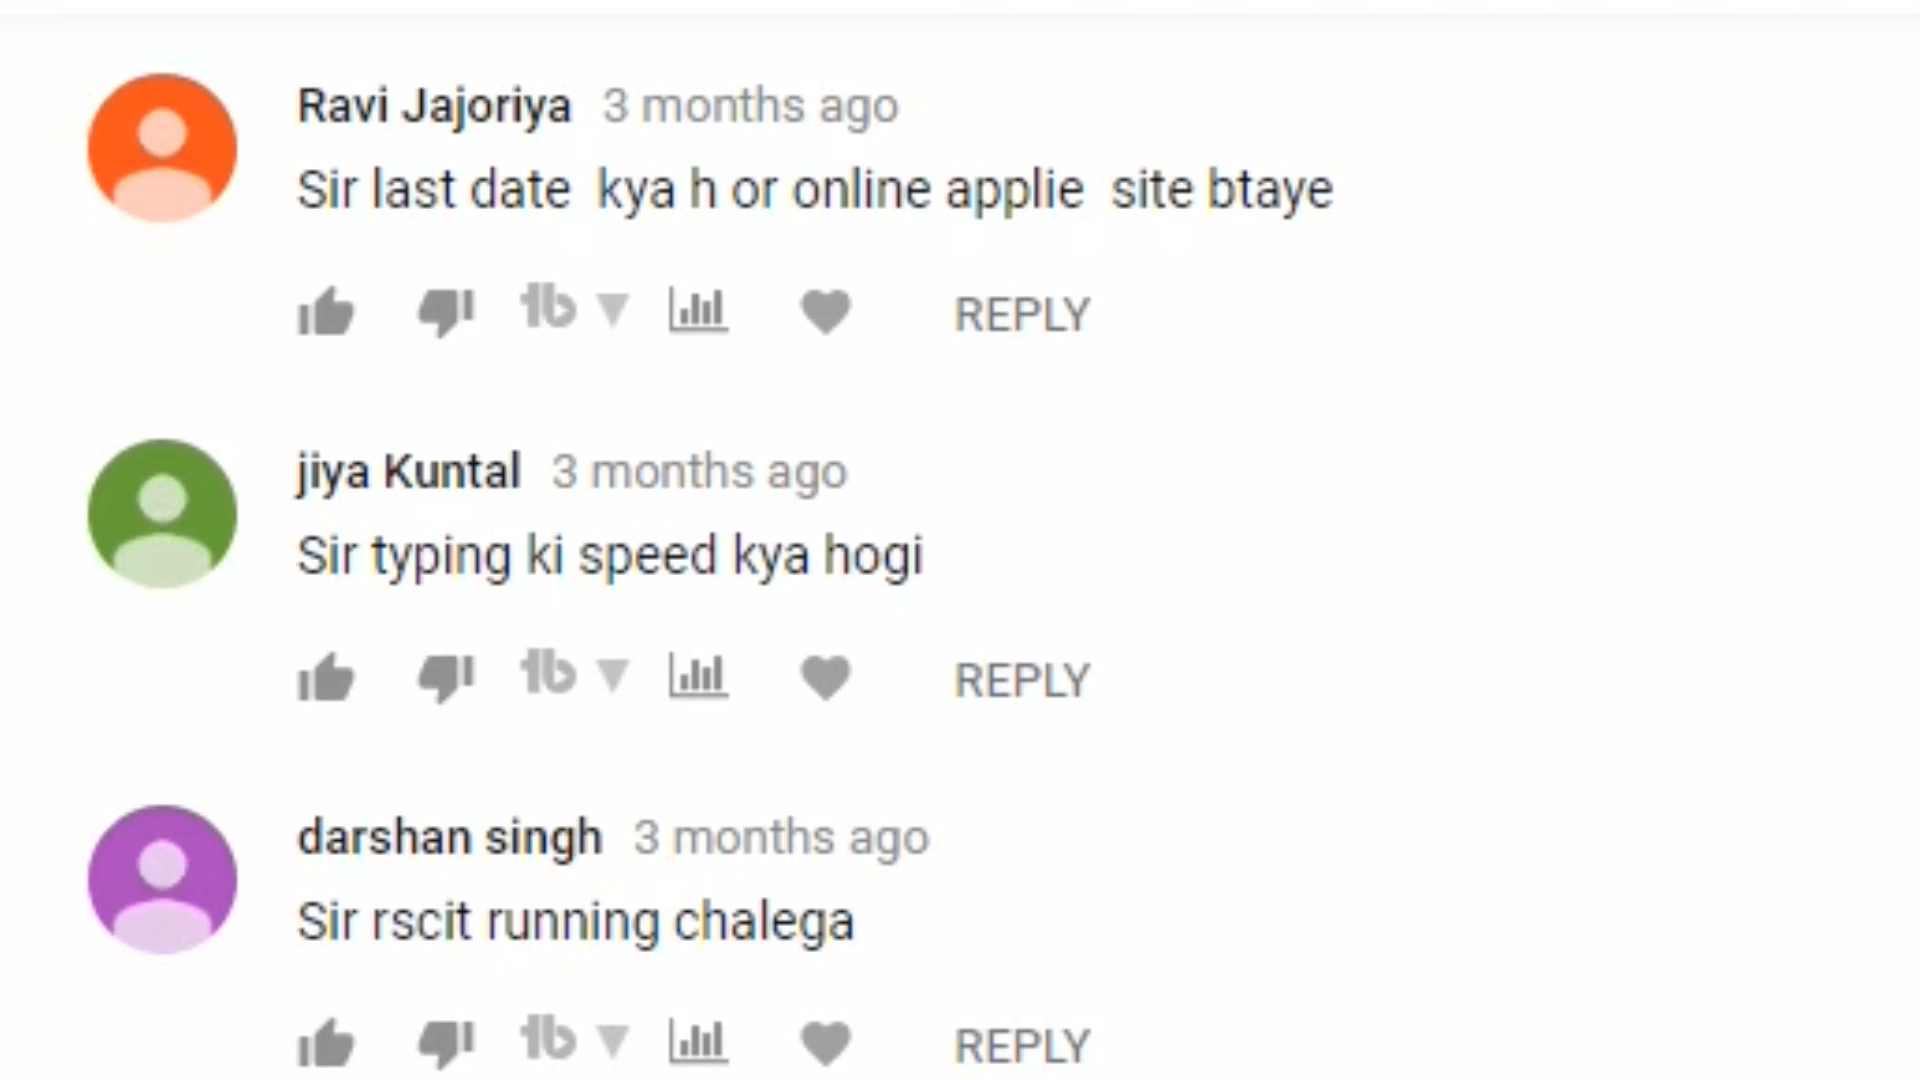 Ravi Jajoriya 3 months ago
Sir last date kya h or online applie site btaye
REPLY
jiya Kuntal 3 months ago
Sir typing ki speed kya hogi
REPLY
darshan singh 3 months ago
Sir rscit running chalega
REPLY